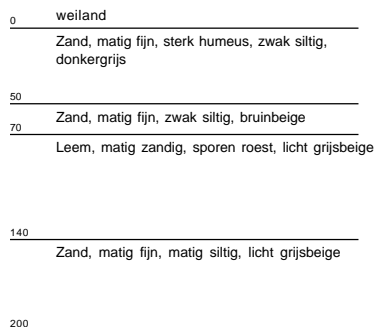 0 weiland
Zand, matig fijn, sterk humeus, zwak siltig,
donkergrijs
50
Zand, matig fijn, zwak siltig, bruinbeige
70
Leem, matig zandig, sporen roest, licht grijsbeige
140
Zand, matig fijn, matig siltig, licht grijsbeige
200